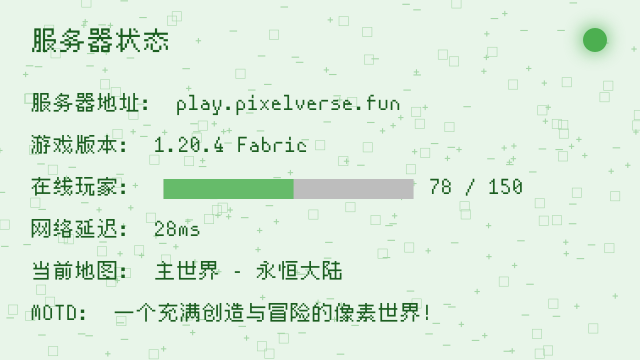 服务器状态
服务器地址: play.pixelverse.fun
游戏版本: 1.20.4 Fabric
在线玩家: 78 / 150
网络延迟: 28ms
当前地图: 主世界 - 永恒大陆
MOTD: 一个充满创造与冒险的像素世界!